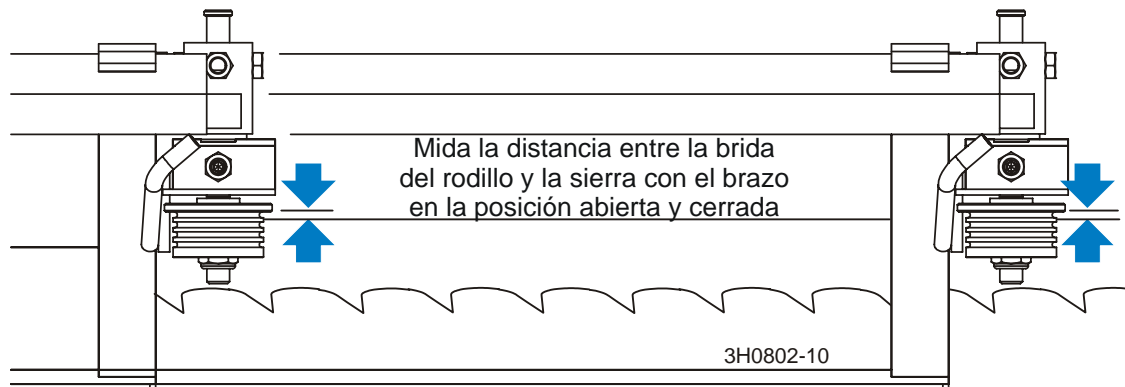 Mida la distancia entre la brida
del rodillo y la sierra con el brazo
en la posición abierta y cerrada
3H0802-10